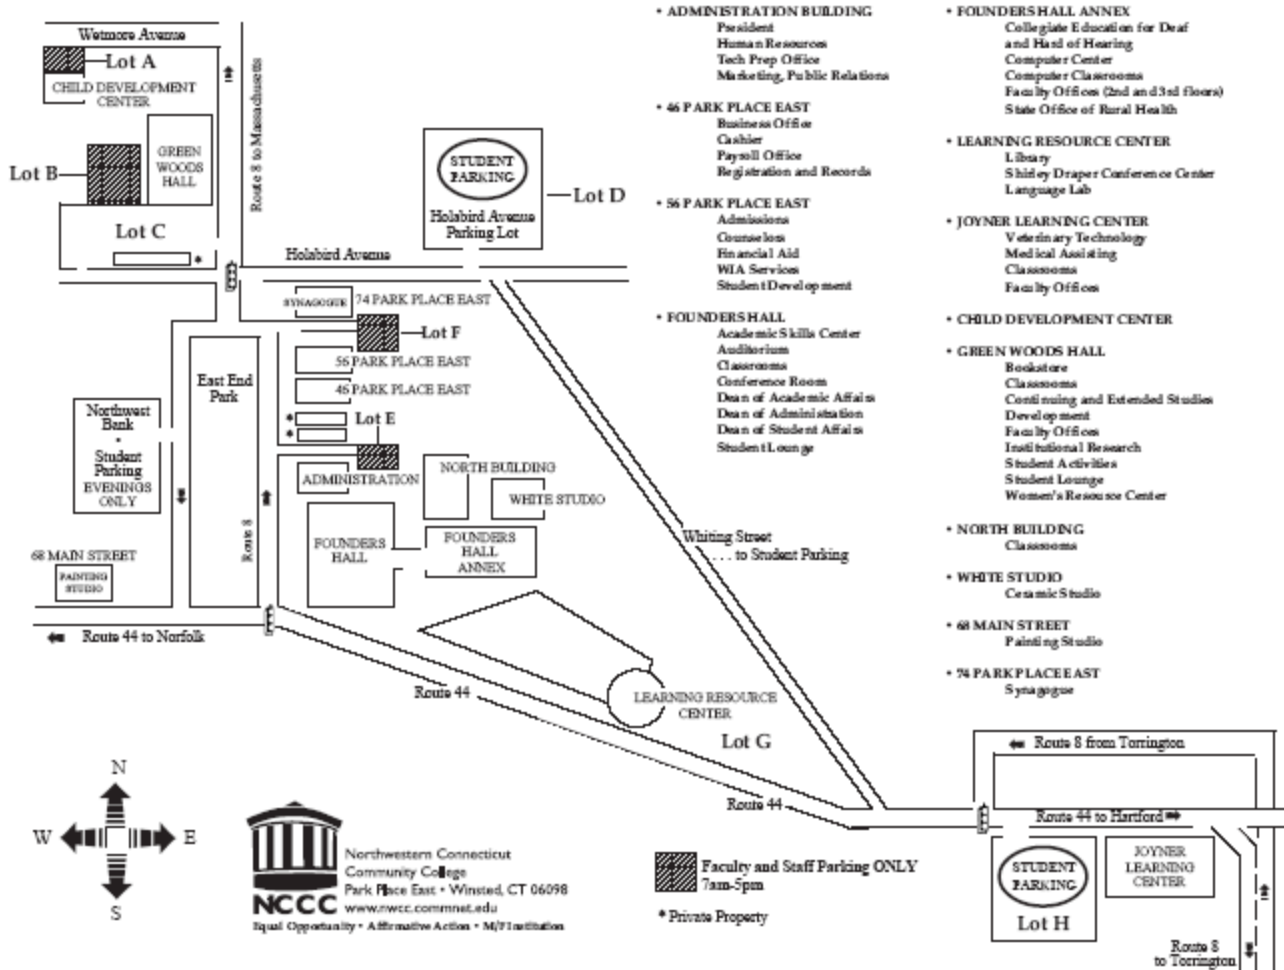 Wetmore Avenue
Lot A
CHILD DEVELOPMENT
CENTER
Route 8 to Massachusetts
Lot B
GREEN
WOODS
HALL
Lot C
*
STUDENT
PARKING
Holabird Avenue
Parking Lot
Lot D
Holabird Avenue
SYNAGOGUE
74 PARK PLACE EAST
Lot F
56 PARK PLACE EAST
46 PARK PLACE EAST
East End
Park
Northwest
Bank
•
Student
Parking
EVENINGS
ONLY
*
*
Lot E
ADMINISTRATION
NORTH BUILDING
WHITE STUDIO
Route 8
FOUNDERS
HALL
FOUNDERS
HALL
ANNEX
68 MAIN STREET
PAINTING
STUDIO
Whiting Street
. . . to Student Parking
Route 44 to Norfolk
Route 44
LEARNING RESOURCE
CENTER
Lot G
Route 44
Route 8 from Torrington
Route 44 to Hartford
STUDENT
PARKING
Lot H
JOYNER
LEARNING
CENTER
Route 8
to Torrington
N
W E
S
NCCC
Northwestern Connecticut
Community College
Park Place East • Winsted, CT 06098
www.nwcc.commnet.edu
Equal Opportunity • Affirmative Action • M/F Institution
Faculty and Staff Parking ONLY
7am-5pm
* Private Property
• ADMINISTRATION BUILDING
President
Human Resources
Tech Prep Office
Marketing, Public Relations
• 46 PARK PLACE EAST
Business Office
Cashier
Payroll Office
Registration and Records
• 56 PARK PLACE EAST
Admissions
Counselors
Financial Aid
WIA Services
Student Development
• FOUNDERS HALL
Academic Skills Center
Auditorium
Classrooms
Conference Room
Dean of Academic Affairs
Dean of Administration
Dean of Student Affairs
Student Lounge
• FOUNDERS HALL ANNEX
Collegiate Education for Deaf
and Hard of Hearing
Computer Center
Computer Classrooms
Faculty Offices (2nd and 3rd floors)
State Office of Rural Health
• LEARNING RESOURCE CENTER
Library
Shirley Draper Conference Center
Language Lab
• JOYNER LEARNING CENTER
Veterinary Technology
Medical Assisting
Classrooms
Faculty Offices
• CHILD DEVELOPMENT CENTER
• GREEN WOODS HALL
Bookstore
Classrooms
Continuing and Extended Studies
Development
Faculty Offices
Institutional Research
Student Activities
Student Lounge
Women's Resource Center
• NORTH BUILDING
Classrooms
• WHITE STUDIO
Ceramic Studio
• 68 MAIN STREET
Painting Studio
• 74 PARK PLACE EAST
Synagogue